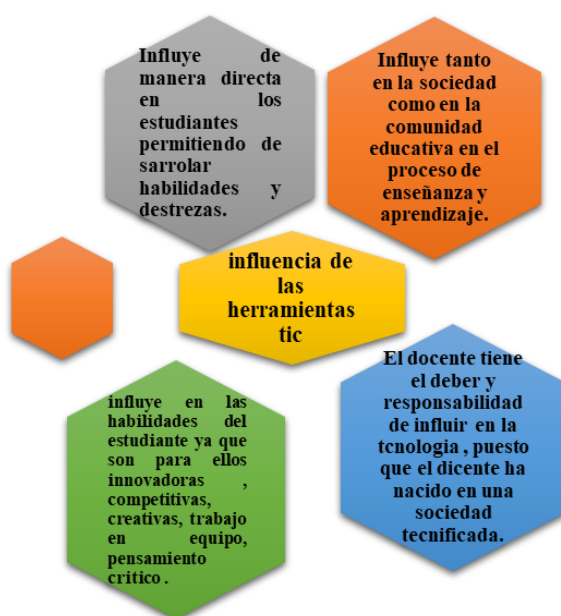 Influye de
manera directa
en los
estudiantes
permitiendo de
sarrolar
habilidades y
destrezas.
Influye tanto
en la sociedad
como en la
comunidad
educativa en el
proceso de
enseñanza y
aprendizaje.
influencia de
las
herramientas
tic
influye en las
habilidades del
estudiante ya que
son para ellos
innovadoras ,
competitivas,
creativas, trabajo
en equipo,
pensamiento
critico .
El docente tiene
el deber y
responsabilidad
de influir en la
tcnologia , puesto
que el dicente ha
nacido en una
sociedad
tecnificada.